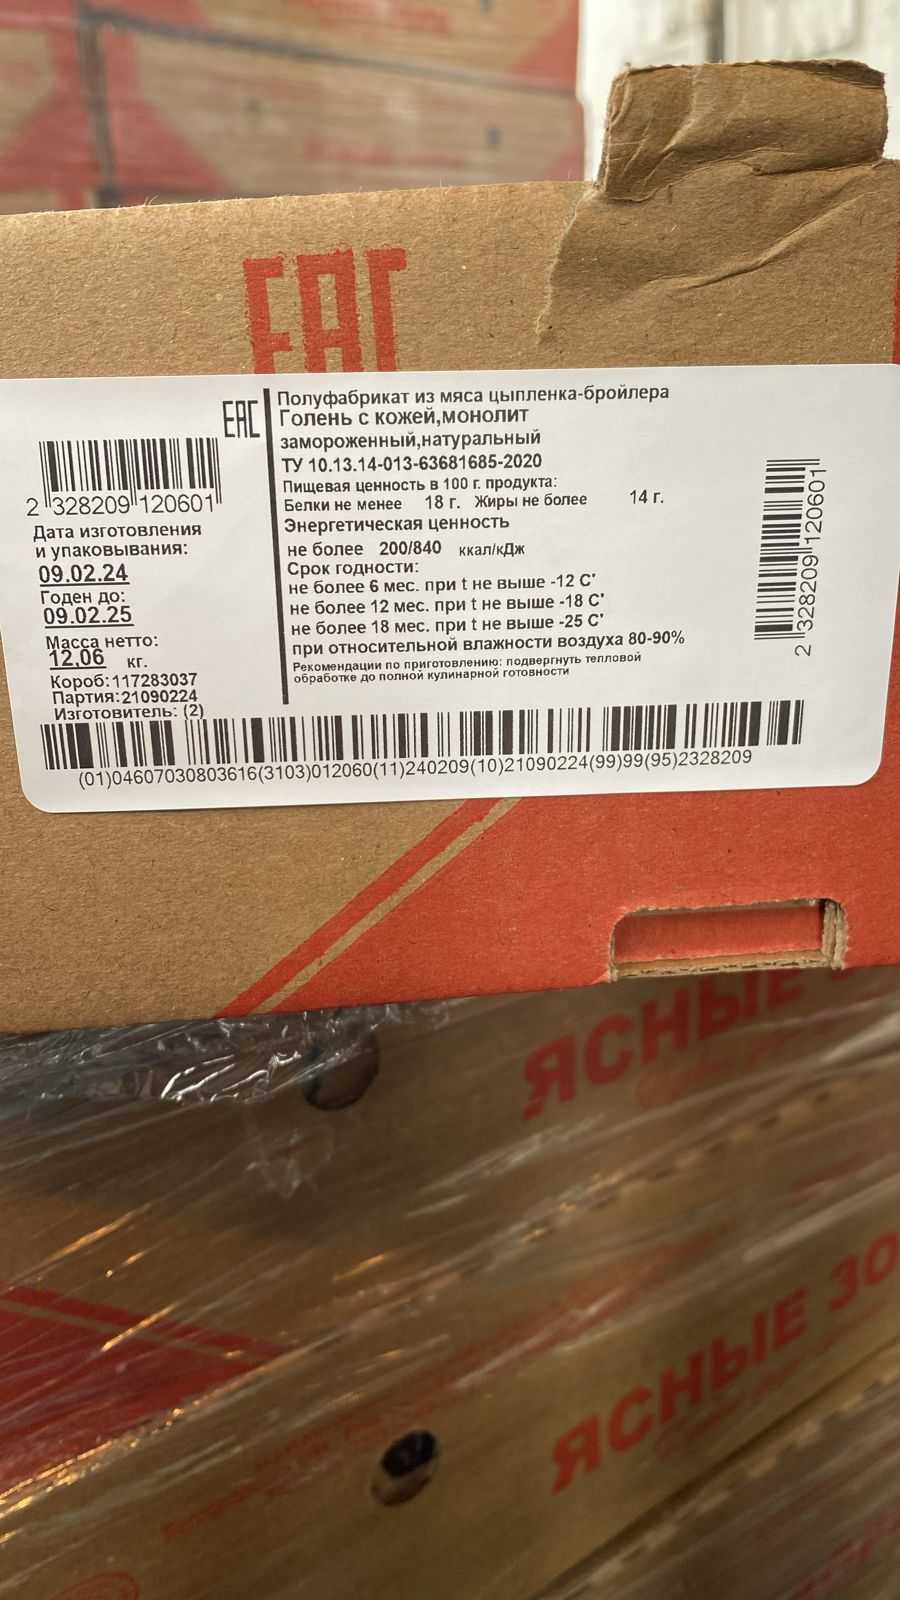 ЕАС
ЕАС
2 328209 120601
Дата изготовления
и упаковывания:
09.02.24
Годен до:
09.02.25
Масса нетто:
12,06 кг.
Короб:117283037
Партия:21090224
Изготовитель: (2)
Полуфабрикат из мяса цыпленка-бройлера
Голень с кожей,монолит
замороженный,натуральный
ТУ 10.13.14-013-63681685-2020
Пищевая ценность в 100 г. продукта:
Белки не менее 18 г. Жиры не более 14 г.
Энергетическая ценность
не более 200/840 ккал/кДж
Срок годности:
не более 6 мес. при t не выше -12 С˚
не более 12 мес. при t не выше -18 С˚
не более 18 мес. при t не выше -25 С˚
при относительной влажности воздуха 80-90%
Рекомендации по приготовлению: подвергнуть тепловой
обработке до полной кулинарной готовности
2 328209 120601
(01)04607030803616(3103)012060(11)240209(10)21090224(99)99(95)2328209
ЯСНЫЕ
ЯСНЫЕ ЗО